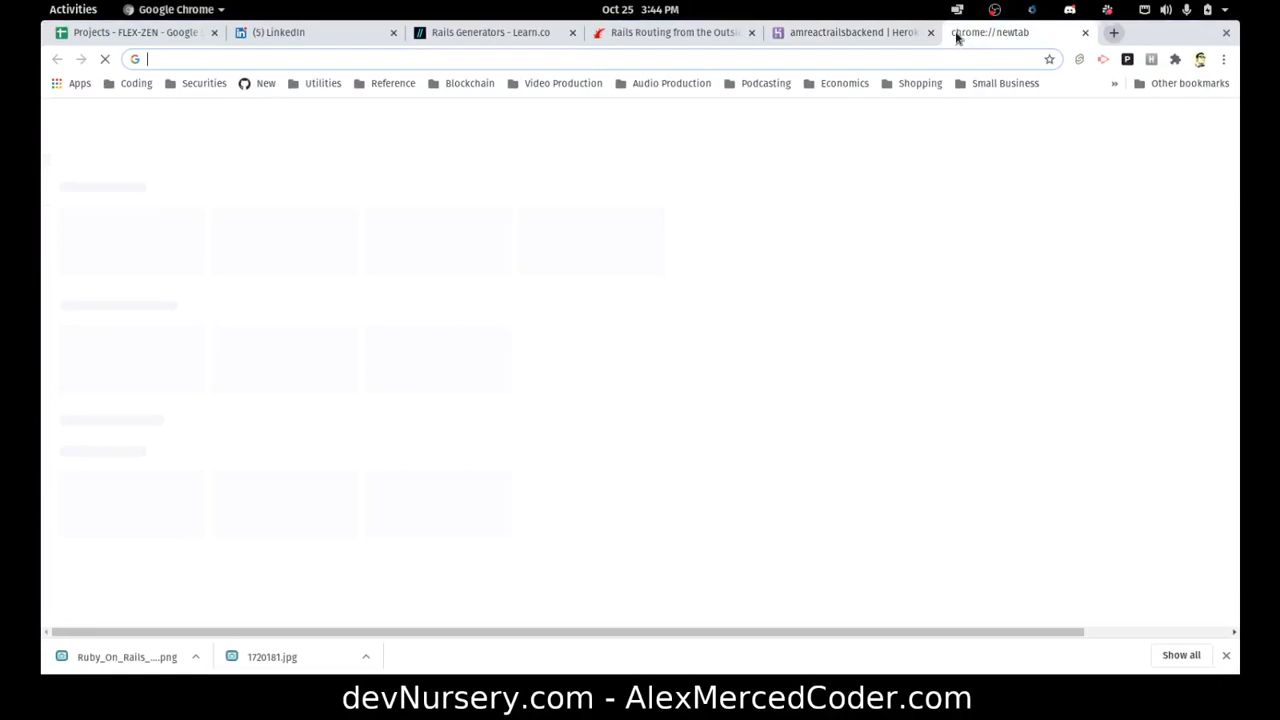 Activities
Google Chrome
Oct 25 3:44 PM
Projects - FLEX-ZEN - Google S
(5) LinkedIn
Rails Generators - Learn.co
Rails Routing from the Outsi
amreactrailsbackend | Herok
chrome://newtab
Apps
Coding
Securities
New
Utilities
Reference
Blockchain
Video Production
Audio Production
Podcasting
Economics
Shopping
Small Business
»
Other bookmarks
Ruby_On_Rails_....png
1720181.jpg
Show all
devNursery.com - AlexMercedCoder.com